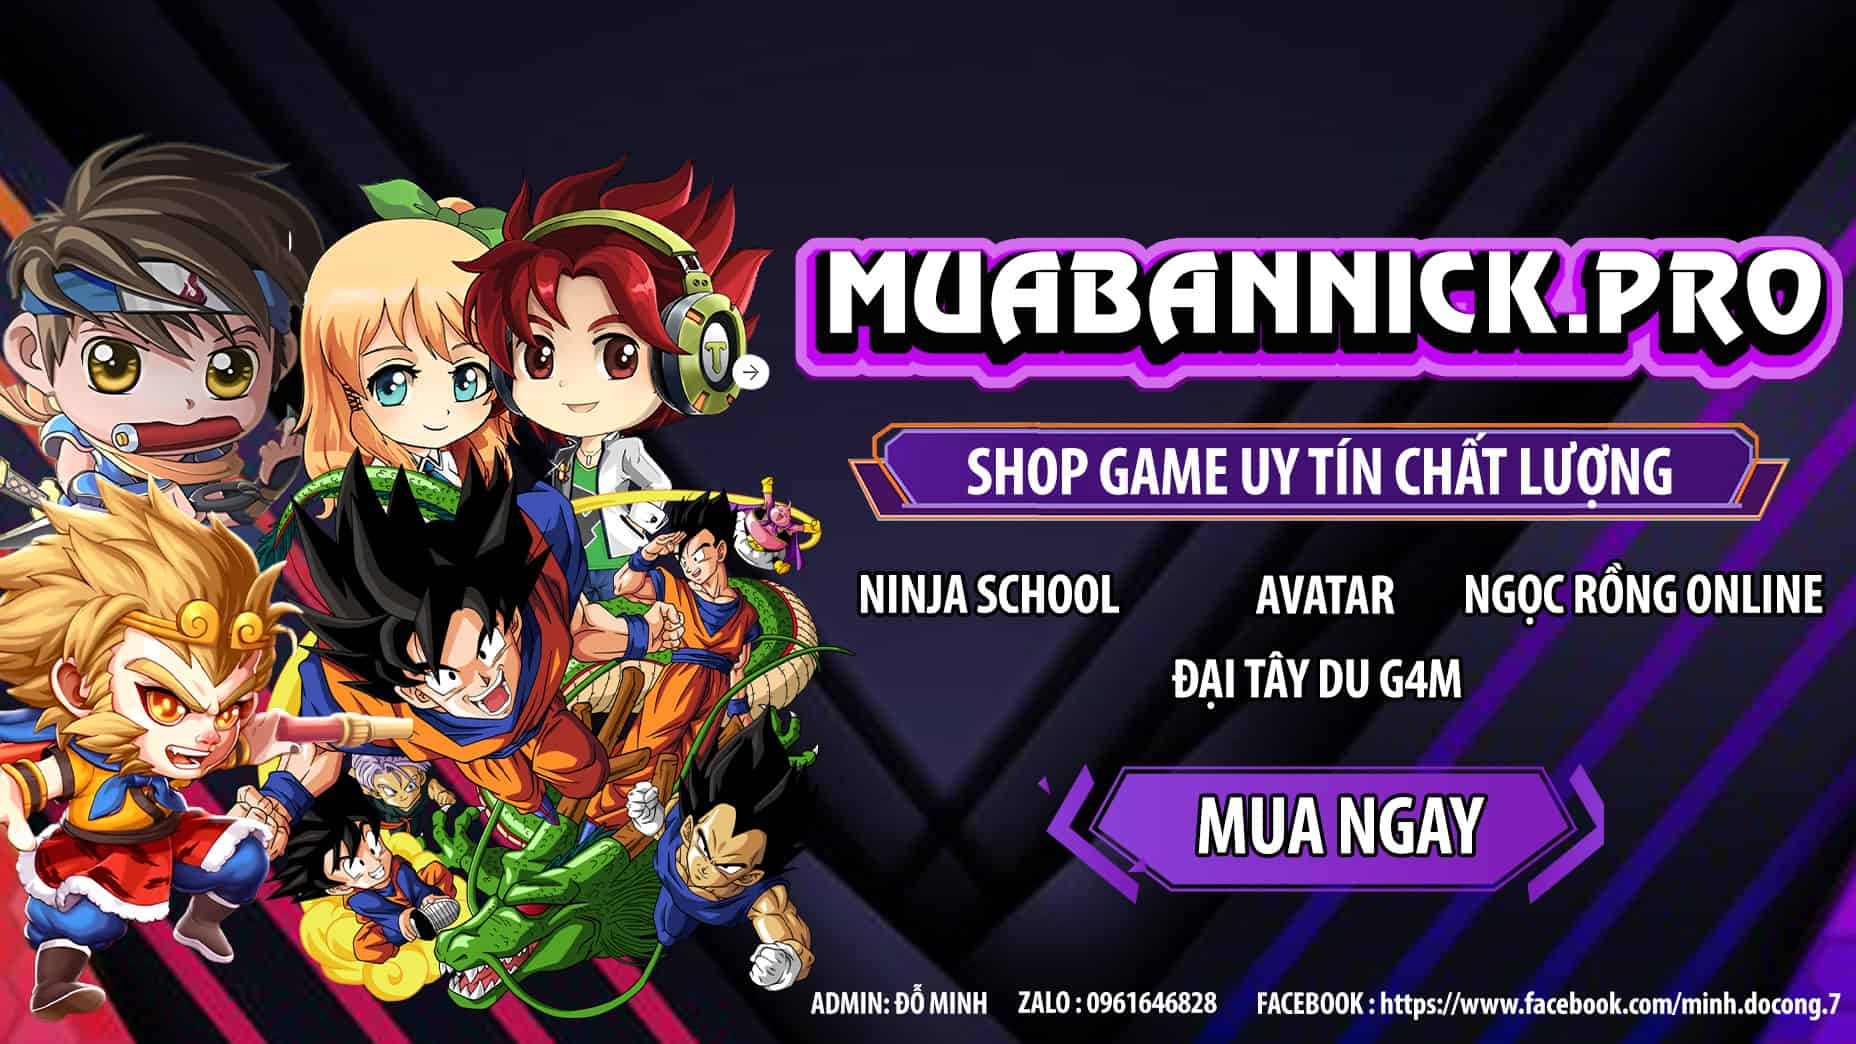 MUABANNICK.PRO
SHOP GAME UY TÍN CHẤT LƯỢNG
NINJA SCHOOL AVATAR NGỌC RỒNG ONLINE
ĐẠI TÂY DU G4M
MUA NGAY
ADMIN: ĐỖ MINH ZALO : 0961646828 FACEBOOK : https://www.facebook.com/minh.docong.7
T